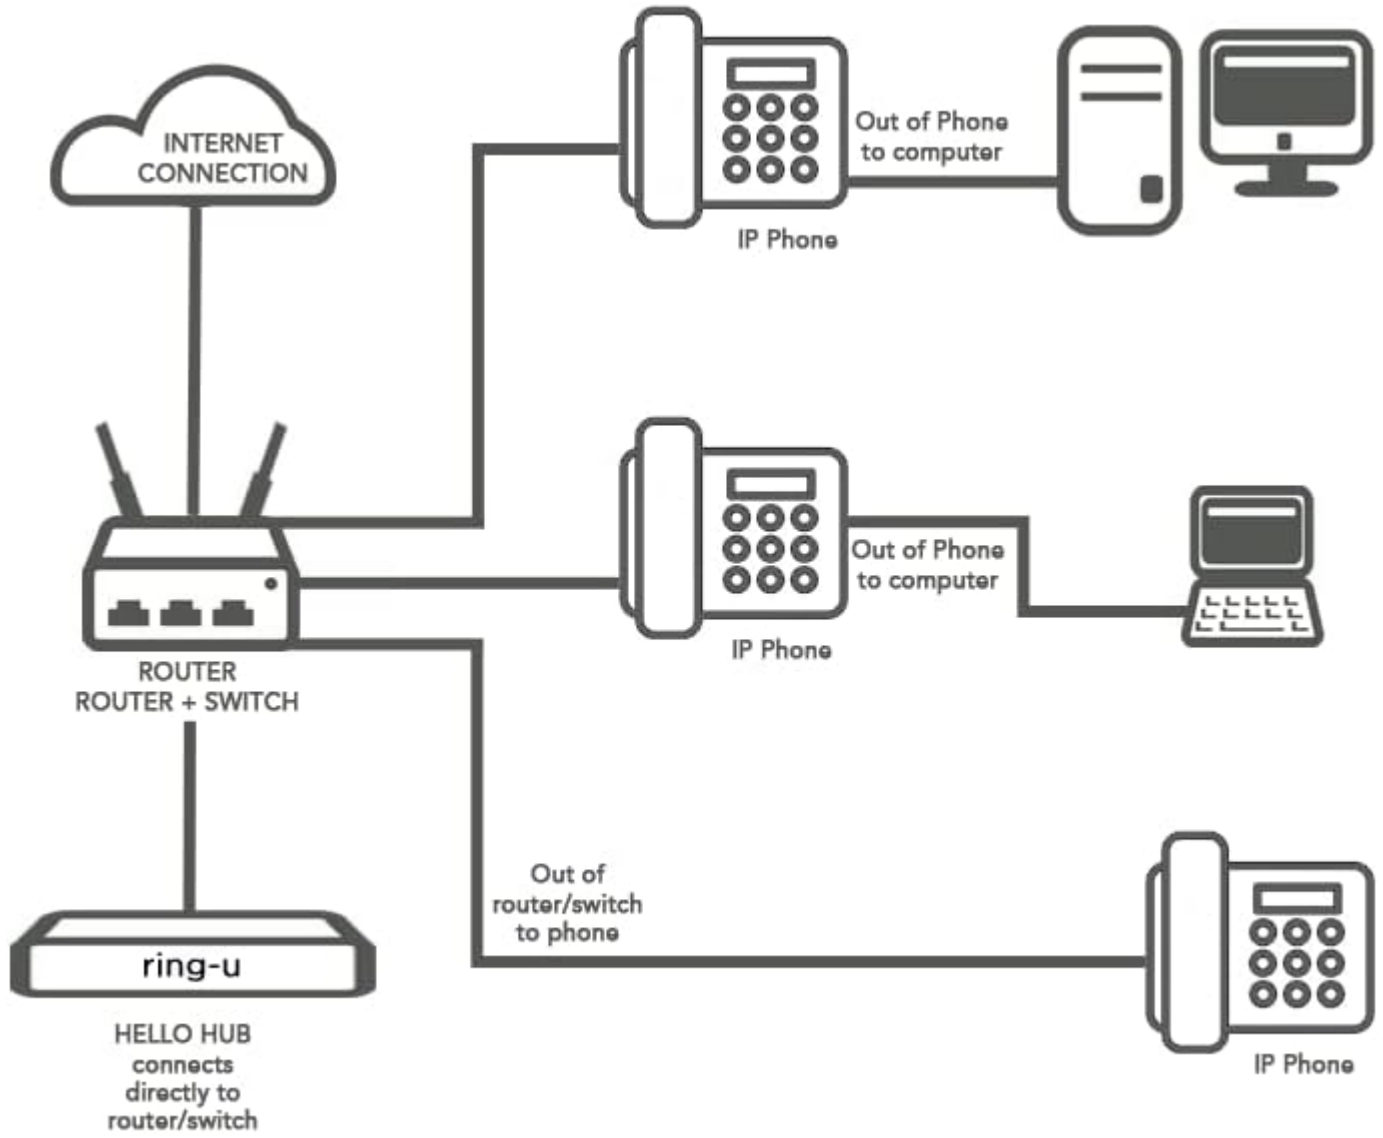 INTERNET
CONNECTION
Out of Phone
to computer
IP Phone
Out of Phone
to computer
IP Phone
ROUTER
ROUTER + SWITCH
Out of
router/switch
to phone
ring-u
HELLO HUB
connects
directly to
router/switch
IP Phone